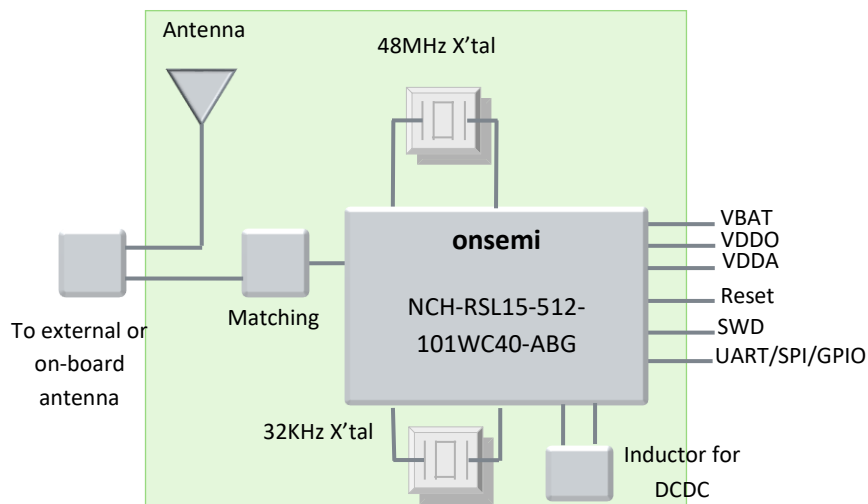 Antenna
48MHz X’tal
onsemi
NCH-RSL15-512-
101WC40-ABG
VBAT
VDDO
VDDA
Reset
SWD
UART/SPI/GPIO
Matching
To external or
on-board
antenna
32KHz X’tal
Inductor for
DCDC